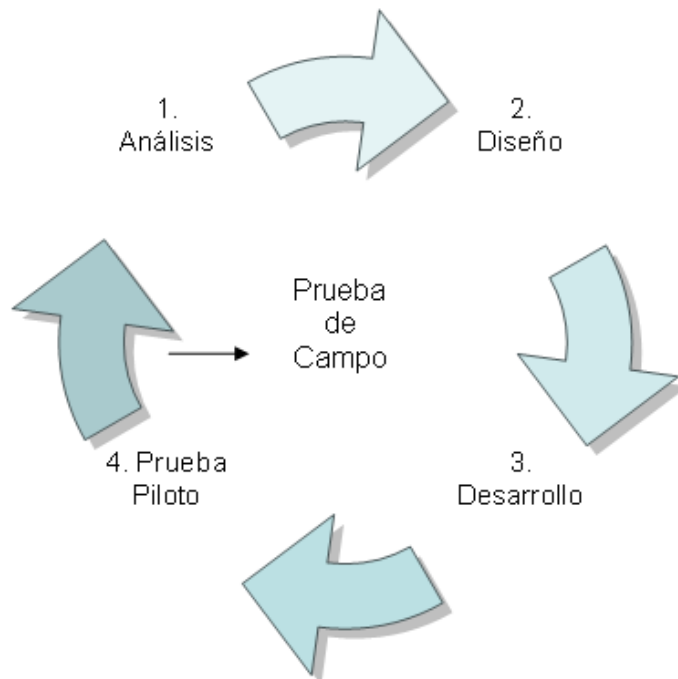 1.
Análisis
2.
Diseño
Prueba
de
Campo
3.
Desarrollo
4. Prueba
Piloto